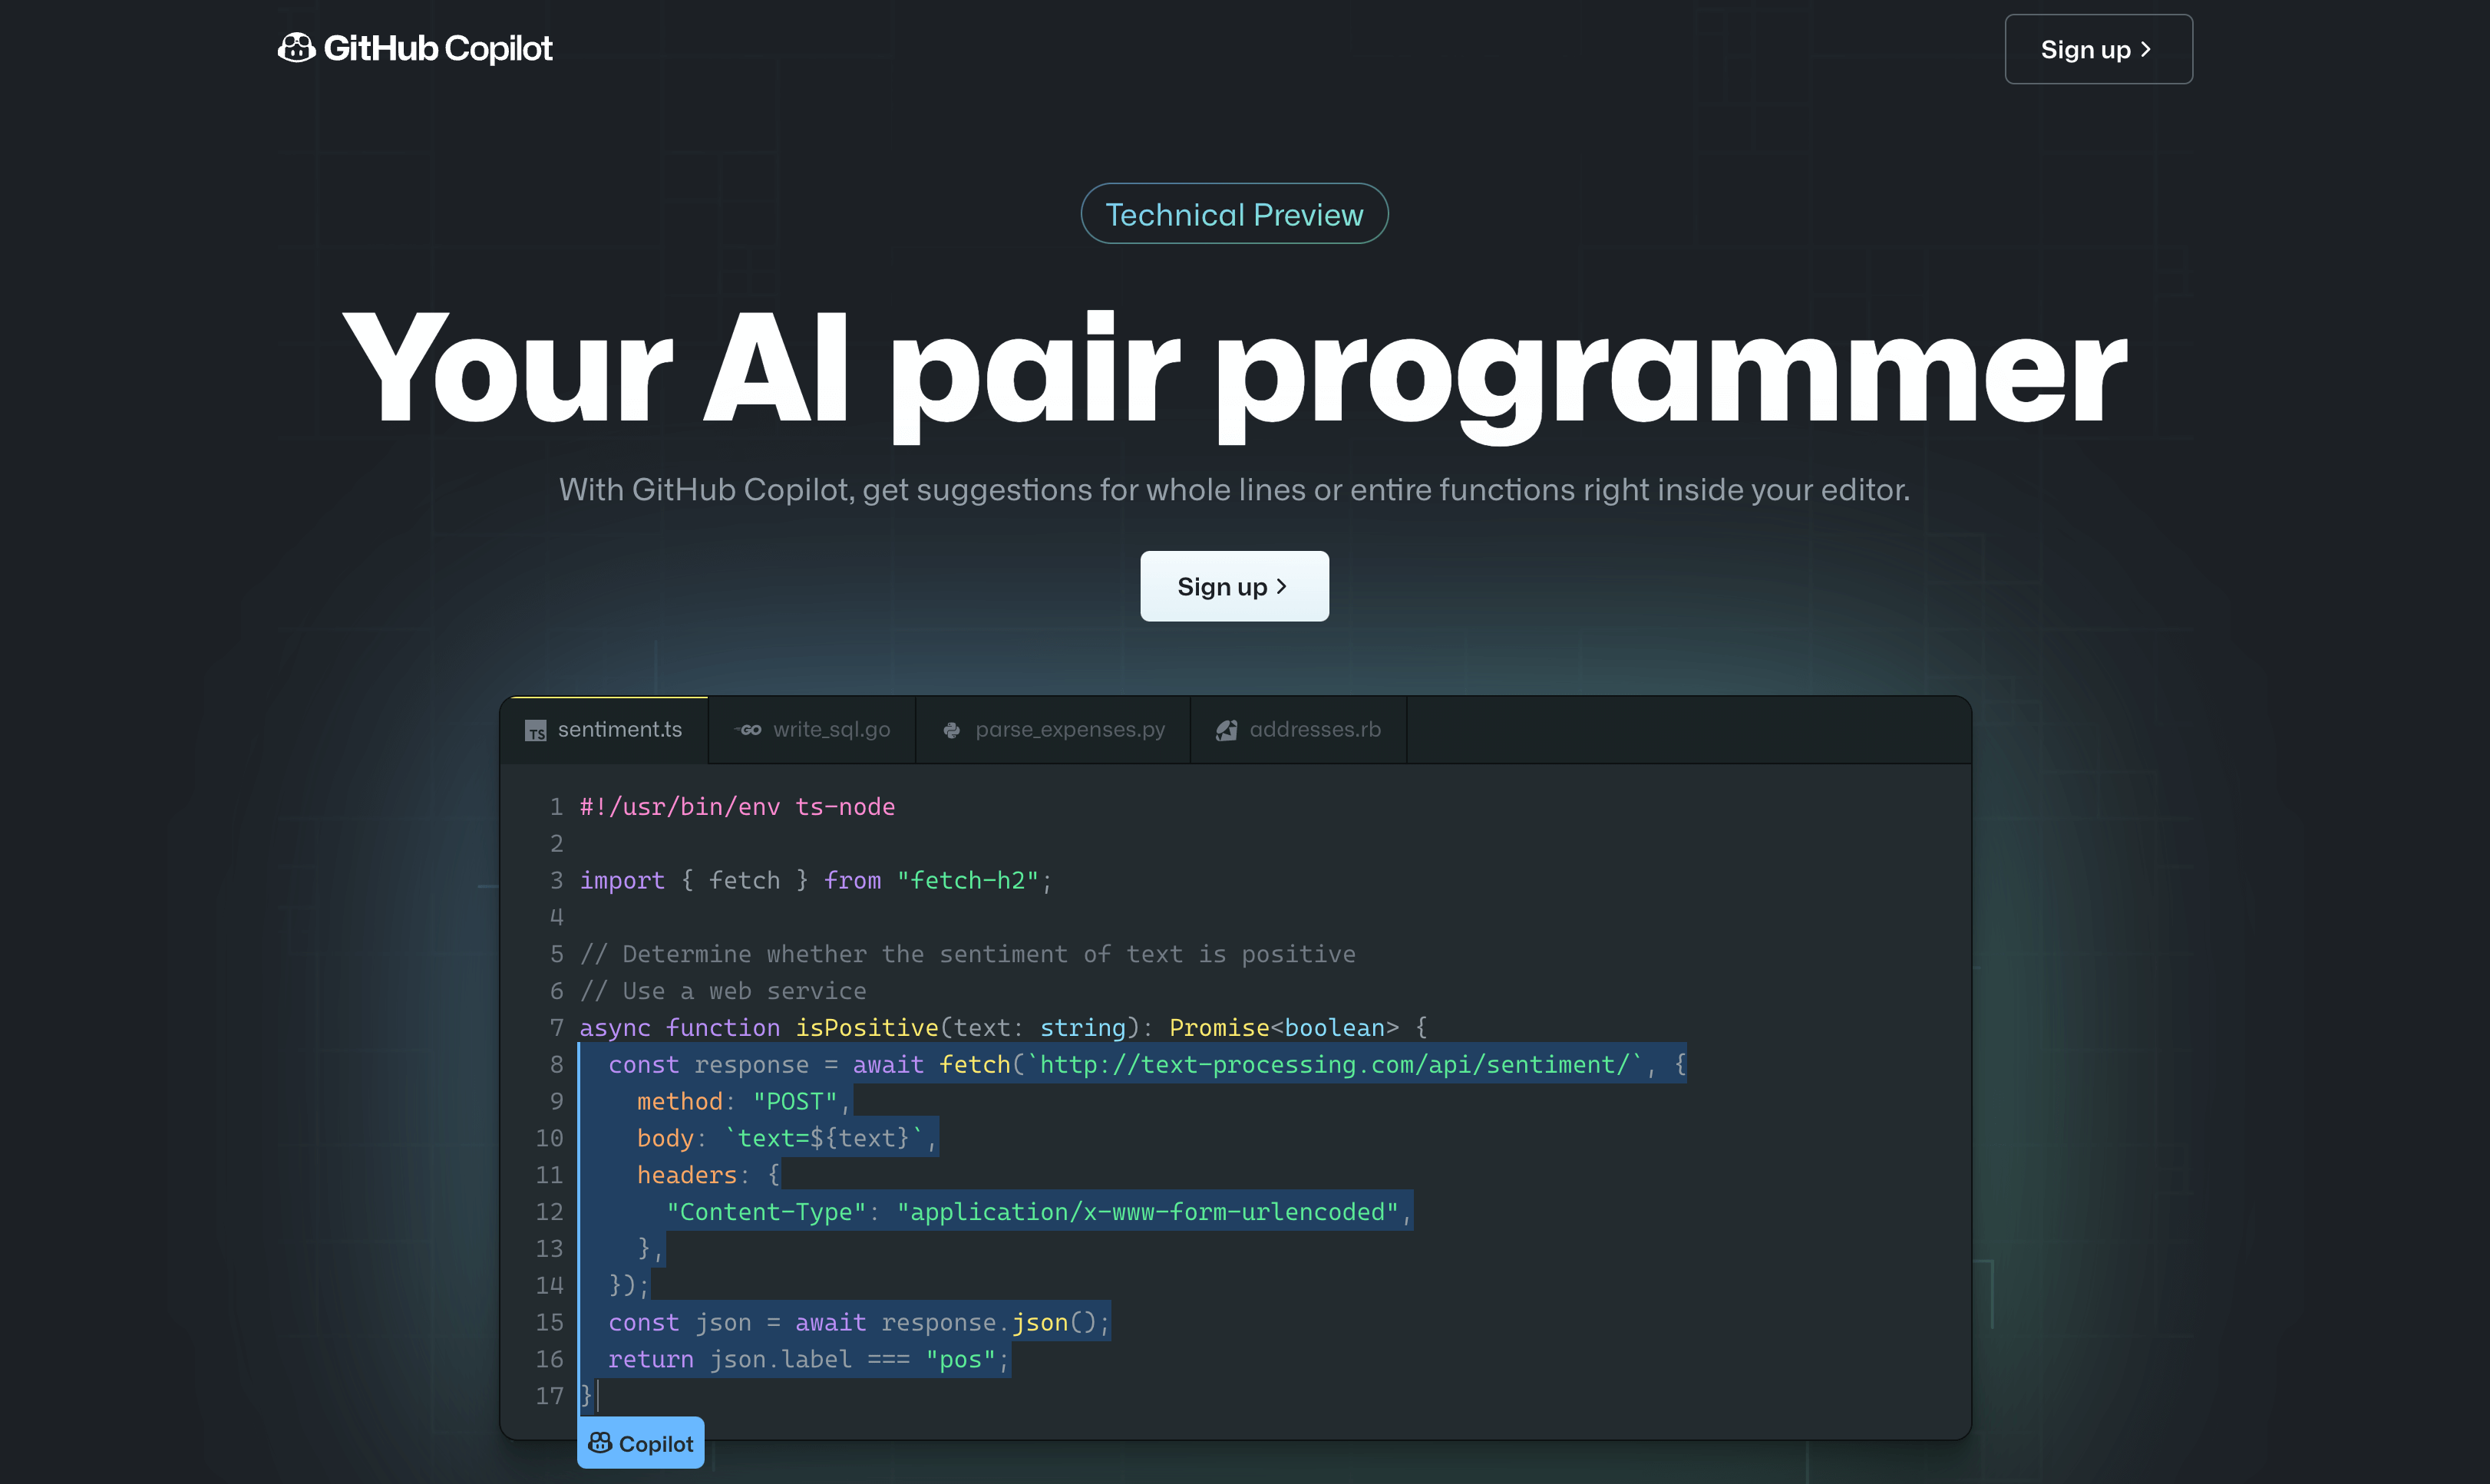 GitHub Copilot
Sign up
Technical Preview
Your AI pair programmer
With GitHub Copilot, get suggestions for whole lines or entire functions right inside your editor.
Sign up
TS sentiment.ts
GO write_sql.go
parse_expenses.py
addresses.rb
1 #!/usr/bin/env ts-node
2
3 import { fetch } from "fetch-h2";
4
5 // Determine whether the sentiment of text is positive
6 // Use a web service
7 async function isPositive(text: string): Promise<boolean> {
8   const response = await fetch(`http://text-processing.com/api/sentiment/`, {
9     method: "POST",
10     body: `text=${text}`,
11     headers: {
12       "Content-Type": "application/x-www-form-urlencoded",
13     },
14   });
15   const json = await response.json();
16   return json.label === "pos";
17 }
Copilot